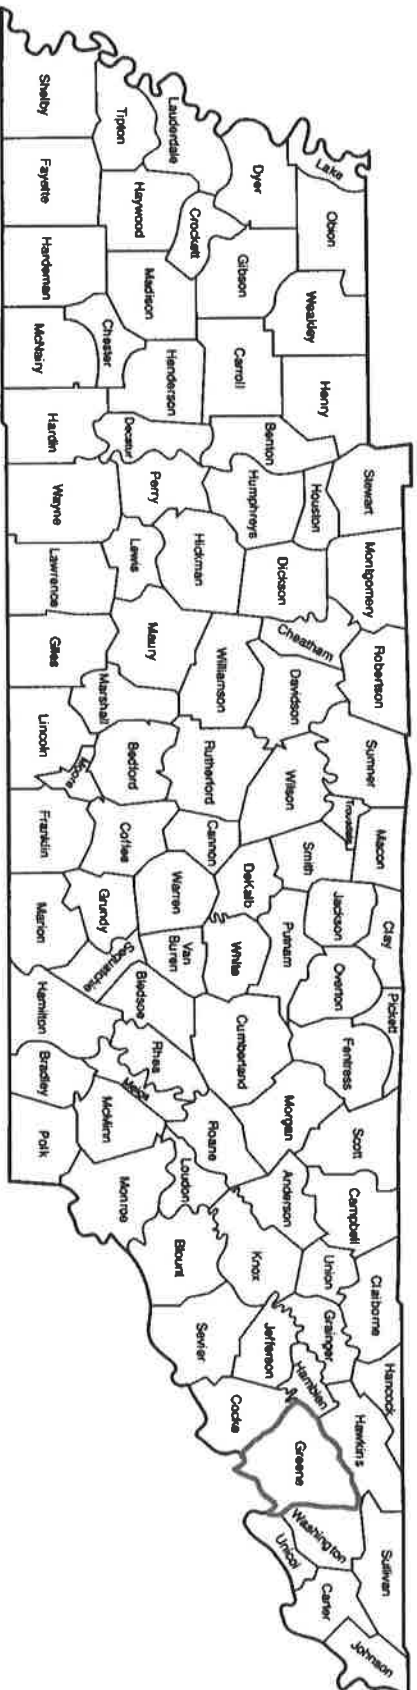 Shelby
Fayette
Hardeman
McNairy
Hardin
Wayne
Lawrence
Giles
Lincoln
Franklin
Marion
Hamilton
Bradley
Polk
Tipton
Haywood
Madison
Chester
Henderson
Decatur
Perry
Lewis
Maury
Marshall
Moore
Bedford
Coffee
Grundy
Sequatchie
Bledsoe
Rhea
Meigs
McMinn
Monroe
Lauderdale
Crockett
Dyer
Gibson
Carroll
Benton
Humphreys
Hickman
Dickson
Williamson
Rutherford
Cannon
Warren
Van
Buren
White
DeKalb
Cumberland
Roane
Loudon
Blount
Sevier
Cocke
Lake
Obion
Weakley
Henry
Stewart
Houston
Montgomery
Cheatham
Robertson
Davidson
Sumner
Wilson
Trousdale
Macon
Smith
Jackson
Clay
Putnam
Overton
Pickett
Fentress
Morgan
Scott
Anderson
Campbell
Knox
Union
Claiborne
Grainger
Jefferson
Hamblen
Hancock
Hawkins
Greene
Washington
Unicoi
Sullivan
Carter
Johnson